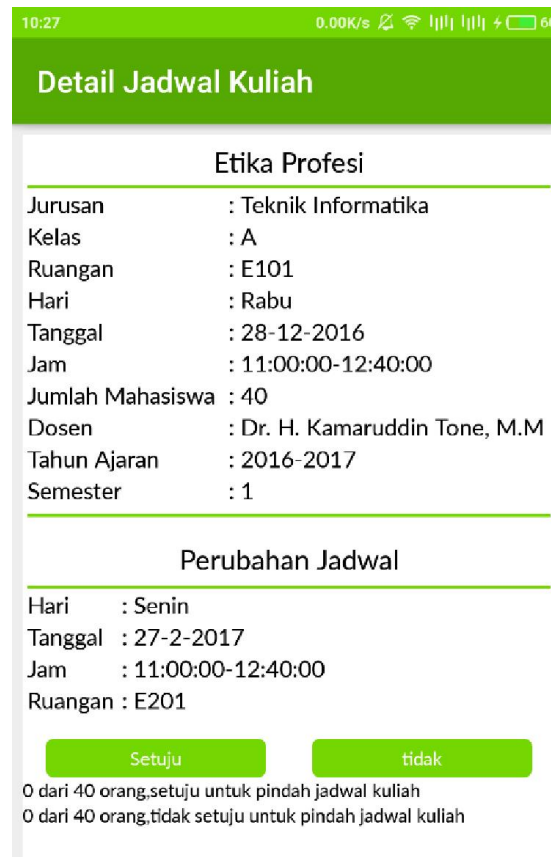 10:27 0.00K/s
Detail Jadwal Kuliah
Etika Profesi
Jurusan : Teknik Informatika
Kelas : A
Ruangan : E101
Hari : Rabu
Tanggal : 28-12-2016
Jam : 11:00:00-12:40:00
Jumlah Mahasiswa : 40
Dosen : Dr. H. Kamaruddin Tone, M.M
Tahun Ajaran : 2016-2017
Semester : 1
Perubahan Jadwal
Hari : Senin
Tanggal : 27-2-2017
Jam : 11:00:00-12:40:00
Ruangan : E201
Setuju tidak
0 dari 40 orang,setuju untuk pindah jadwal kuliah
0 dari 40 orang,tidak setuju untuk pindah jadwal kuliah